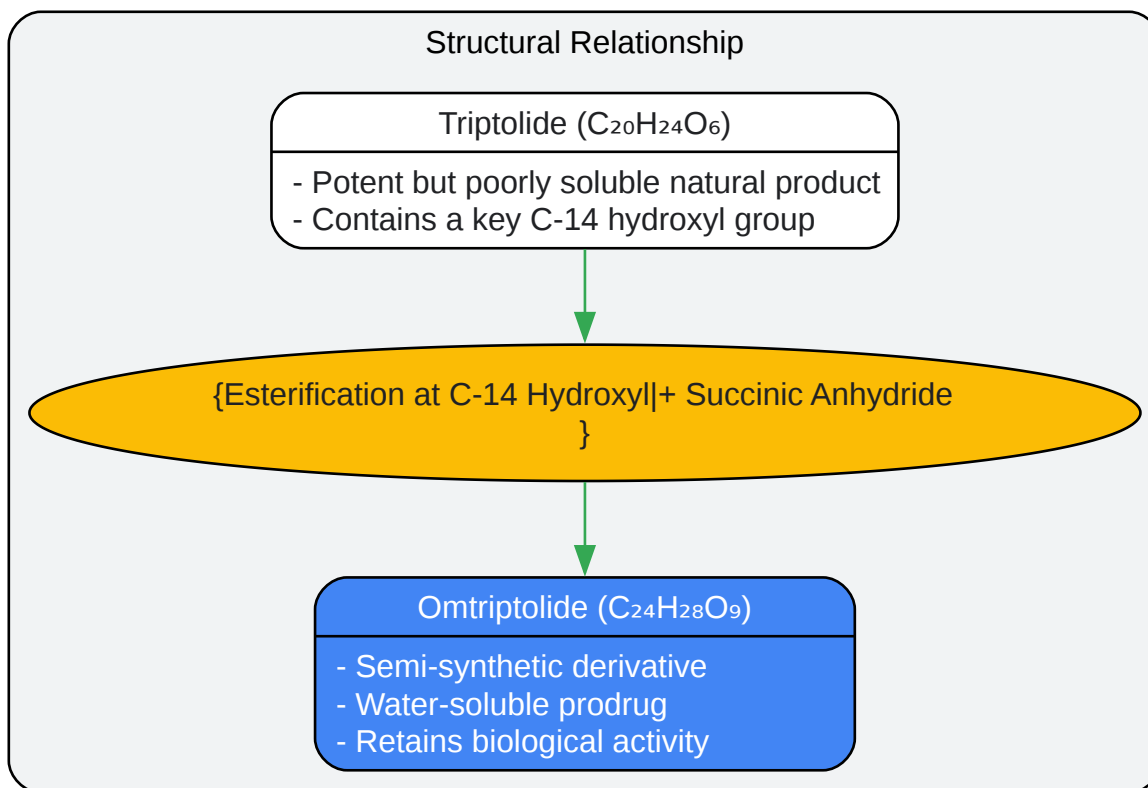 Structural Relationship
Triptolide (C₂₀H₂₄O₆)
- Potent but poorly soluble natural product
- Contains a key C-14 hydroxyl group
{Esterification at C-14 Hydroxyl|+ Succinic Anhydride
}
Omtriptolide (C₂₄H₂₈O₉)
- Semi-synthetic derivative
- Water-soluble prodrug
- Retains biological activity